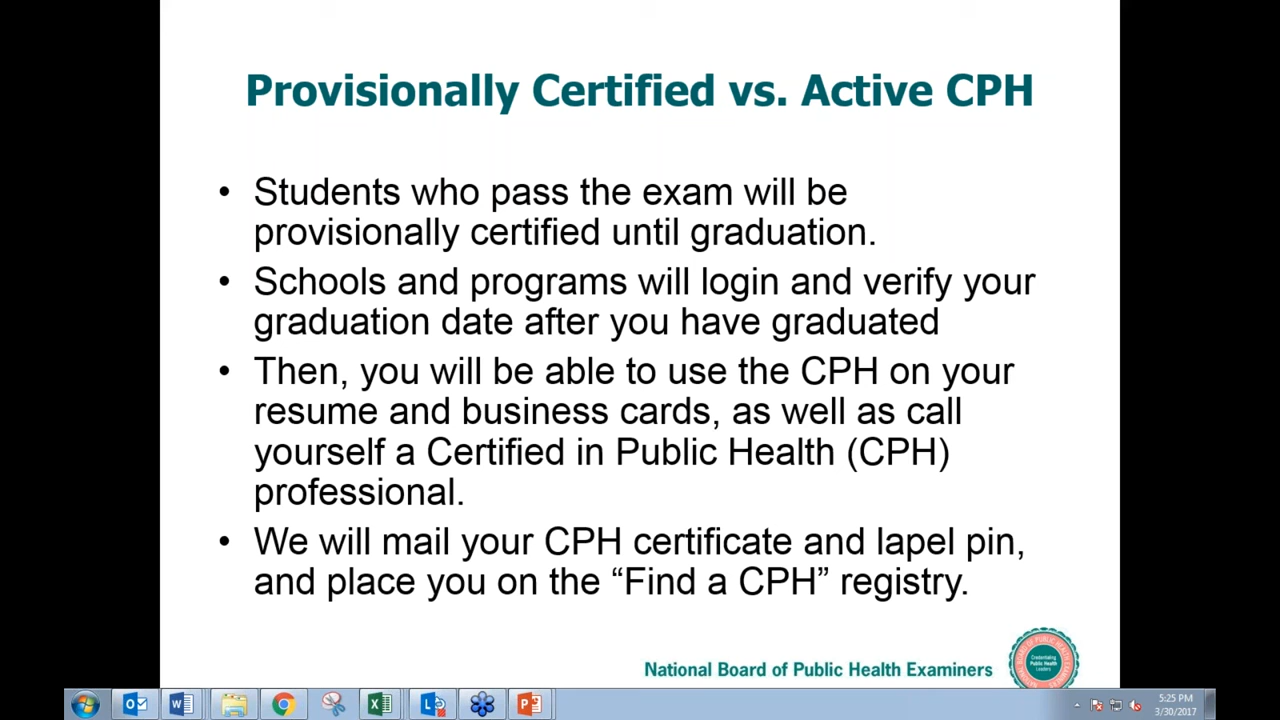 Provisionally Certified vs. Active CPH
• Students who pass the exam will be
provisionally certified until graduation.
• Schools and programs will login and verify your
graduation date after you have graduated
• Then, you will be able to use the CPH on your
resume and business cards, as well as call
yourself a Certified in Public Health (CPH)
professional.
• We will mail your CPH certificate and lapel pin,
and place you on the “Find a CPH” registry.
National Board of Public Health Examiners
Credentialing
Public Health
Leaders
5:25 PM
3/30/2017